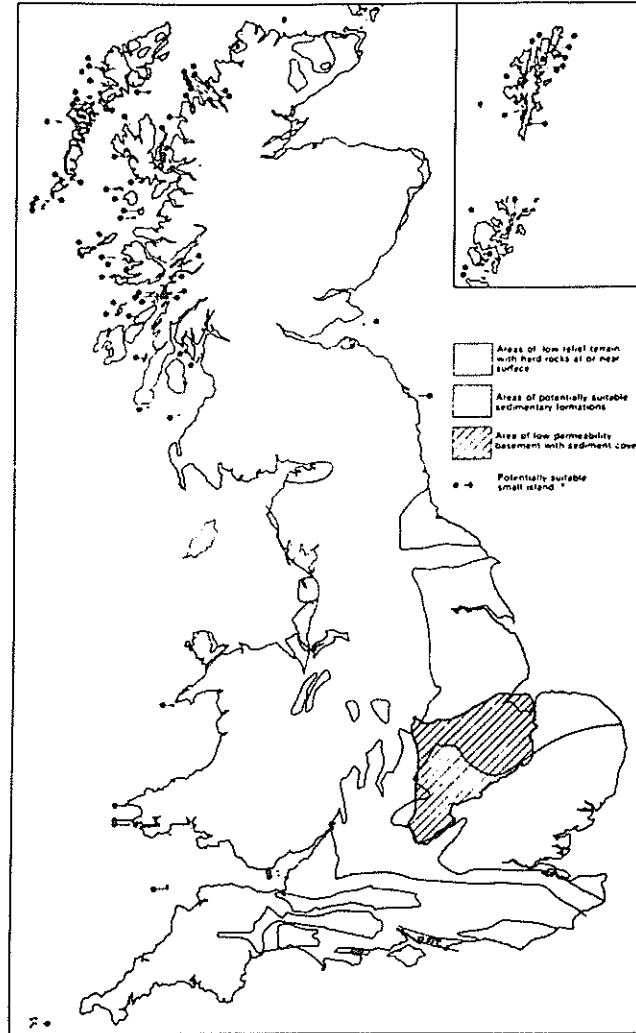 Areas of low relief terrain
with hard rocks at or near
surface
Areas of potentially suitable
sedimentary formations
Area of low permeability
basement with sediment cove
Potentially suitable
small island